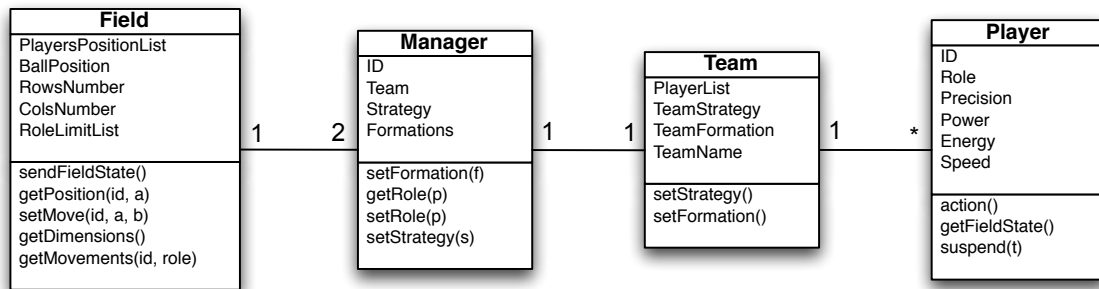 Field
PlayersPositionList
BallPosition
RowsNumber
ColsNumber
RoleLimitList
sendFieldState()
getPosition(id, a)
setMove(id, a, b)
getDimensions()
getMovements(id, role)
1
2
Manager
ID
Team
Strategy
Formations
setFormation(f)
getRole(p)
setRole(p)
setStrategy(s)
1
1
Team
PlayerList
TeamStrategy
TeamFormation
TeamName
setStrategy()
setFormation()
1
*
Player
ID
Role
Precision
Power
Energy
Speed
action()
getFieldState()
suspend(t)